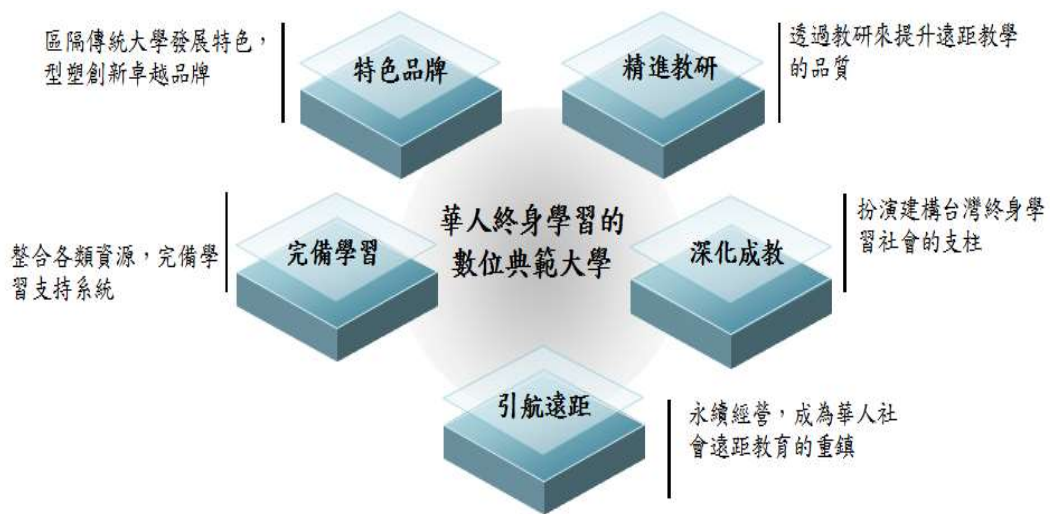 區隔傳統大學發展特色，
型塑創新卓越品牌
特色品牌
精進教研
透過教研來提升遠距教學
的品質
華人終身學習的
數位典範大學
整合各類資源，完備學
習支持系統
完備學習
深化成教
扮演建構台灣終身學
習社會的支柱
引航遠距
永續經營，成為華人社
會遠距教育的重鎮